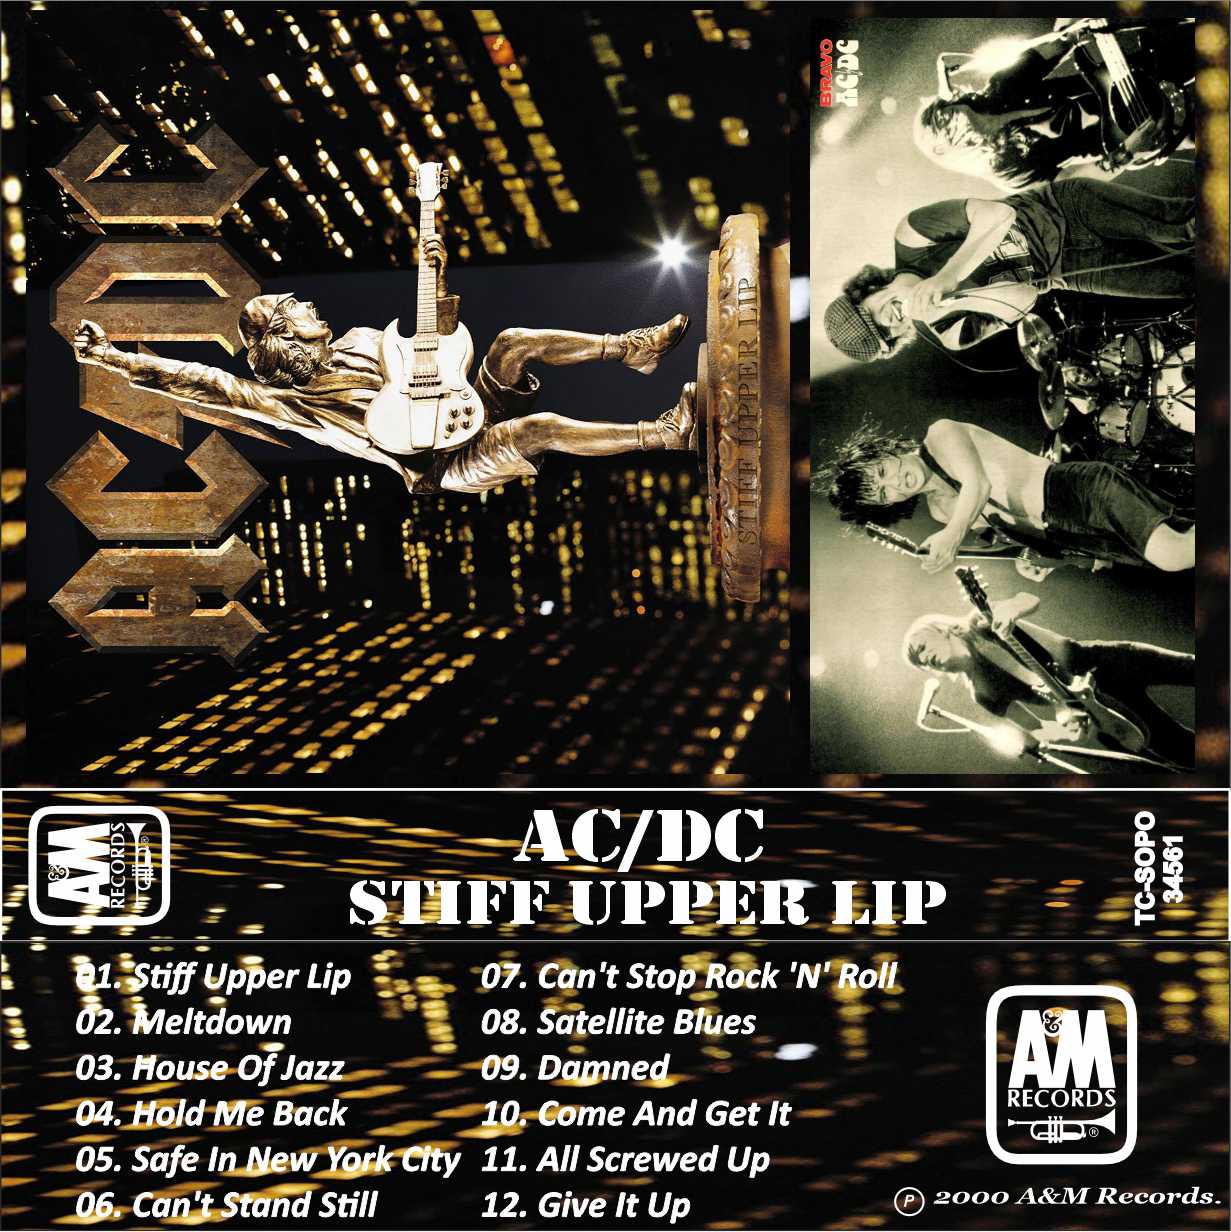 AC/DC
STIFF UPPER LIP
BRAVO
AC/DC
A&M
RECORDS
®
AC/DC
STIFF UPPER LIP
TC-SOPO
34561
01. Stiff Upper Lip
02. Meltdown
03. House Of Jazz
04. Hold Me Back
05. Safe In New York City
06. Can't Stand Still
07. Can't Stop Rock 'N' Roll
08. Satellite Blues
09. Damned
10. Come And Get It
11. All Screwed Up
12. Give It Up
A&M
RECORDS
®
℗ 2000 A&M Records.